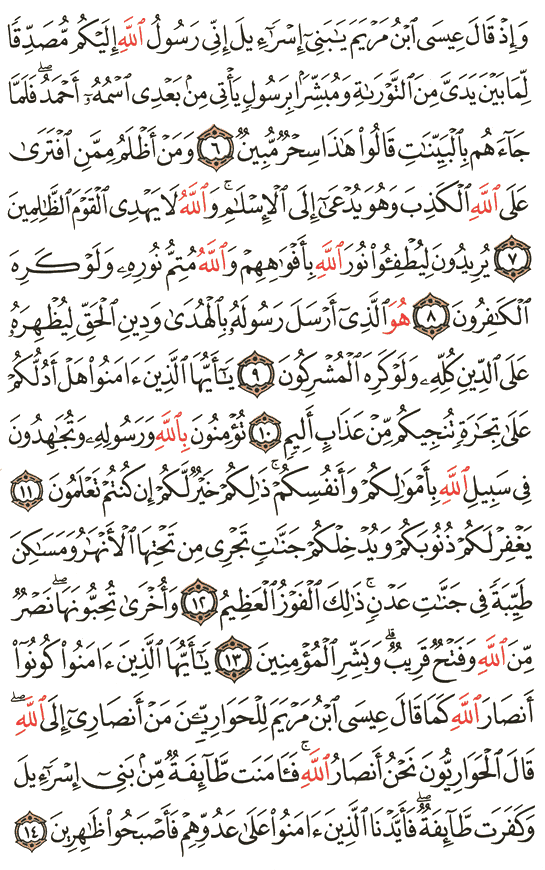 وَإِذْ قَالَ عِيسَى ٱبْنُ مَرْيَمَ يَـٰبَنِىٓ إِسْرَٰٓءِيلَ إِنِّى رَسُولُ ٱللَّهِ إِلَيْكُم مُّصَدِّقًا
لِّمَا بَيْنَ يَدَىَّ مِنَ ٱلتَّوْرَىٰةِ وَمُبَشِّرًۢا بِرَسُولٍ يَأْتِى مِنۢ بَعْدِى ٱسْمُهُۥٓ أَحْمَدُ ۖ فَلَمَّا
جَآءَهُم بِٱلْبَيِّنَـٰتِ قَالُوا۟ هَـٰذَا سِحْرٌ مُّبِينٌ ٦ وَمَنْ أَظْلَمُ مِمَّنِ ٱفْتَرَىٰ
عَلَى ٱللَّهِ ٱلْكَذِبَ وَهُوَ يُدْعَىٰٓ إِلَى ٱلْإِسْلَـٰمِ ۚ وَٱللَّهُ لَا يَهْدِى ٱلْقَوْمَ ٱلظَّـٰلِمِينَ
٧ يُرِيدُونَ لِيُطْفِـُٔوا۟ نُورَ ٱللَّهِ بِأَفْوَٰهِهِمْ وَٱللَّهُ مُتِمُّ نُورِهِۦ وَلَوْ كَرِهَ
ٱلْكَـٰفِرُونَ ٨ هُوَ ٱلَّذِىٓ أَرْسَلَ رَسُولَهُۥ بِٱلْهُدَىٰ وَدِينِ ٱلْحَقِّ لِيُظْهِرَهُۥ
عَلَى ٱلدِّينِ كُلِّهِۦ وَلَوْ كَرِهَ ٱلْمُشْرِكُونَ ٩ يَـٰٓأَيُّهَا ٱلَّذِينَ ءَامَنُوا۟ هَلْ أَدُلُّكُمْ
عَلَىٰ تِجَـٰرَةٍ تُنجِيكُم مِّنْ عَذَابٍ أَلِيمٍ ١٠ تُؤْمِنُونَ بِٱللَّهِ وَرَسُولِهِۦ وَتُجَـٰهِدُونَ
فِى سَبِيلِ ٱللَّهِ بِأَمْوَٰلِكُمْ وَأَنفُسِكُمْ ۚ ذَٰلِكُمْ خَيْرٌ لَّكُمْ إِن كُنتُمْ تَعْلَمُونَ ١١
يَغْفِرْ لَكُمْ ذُنُوبَكُمْ وَيُدْخِلْكُمْ جَنَّـٰتٍ تَجْرِى مِن تَحْتِهَا ٱلْأَنْهَـٰرُ وَمَسَـٰكِنَ
طَيِّبَةً فِى جَنَّـٰتِ عَدْنٍ ۚ ذَٰلِكَ ٱلْفَوْزُ ٱلْعَظِيمُ ١٢ وَأُخْرَىٰ تُحِبُّونَهَا ۖ نَصْرٌ
مِّنَ ٱللَّهِ وَفَتْحٌ قَرِيبٌ ۗ وَبَشِّرِ ٱلْمُؤْمِنِينَ ١٣ يَـٰٓأَيُّهَا ٱلَّذِينَ ءَامَنُوا۟ كُونُوٓا۟
أَنصَارَ ٱللَّهِ كَمَا قَالَ عِيسَى ٱبْنُ مَرْيَمَ لِلْحَوَارِيِّـۧنَ مَنْ أَنصَارِىٓ إِلَى ٱللَّهِ ۖ
قَالَ ٱلْحَوَارِيُّونَ نَحْنُ أَنصَارُ ٱللَّهِ ۖ فَـَٔامَنَت طَّآئِفَةٌ مِّنۢ بَنِىٓ إِسْرَٰٓءِيلَ
وَكَفَرَت طَّآئِفَةٌ ۖ فَأَيَّدْنَا ٱلَّذِينَ ءَامَنُوا۟ عَلَىٰ عَدُوِّهِمْ فَأَصْبَحُوا۟ ظَـٰهِرِينَ ١٤